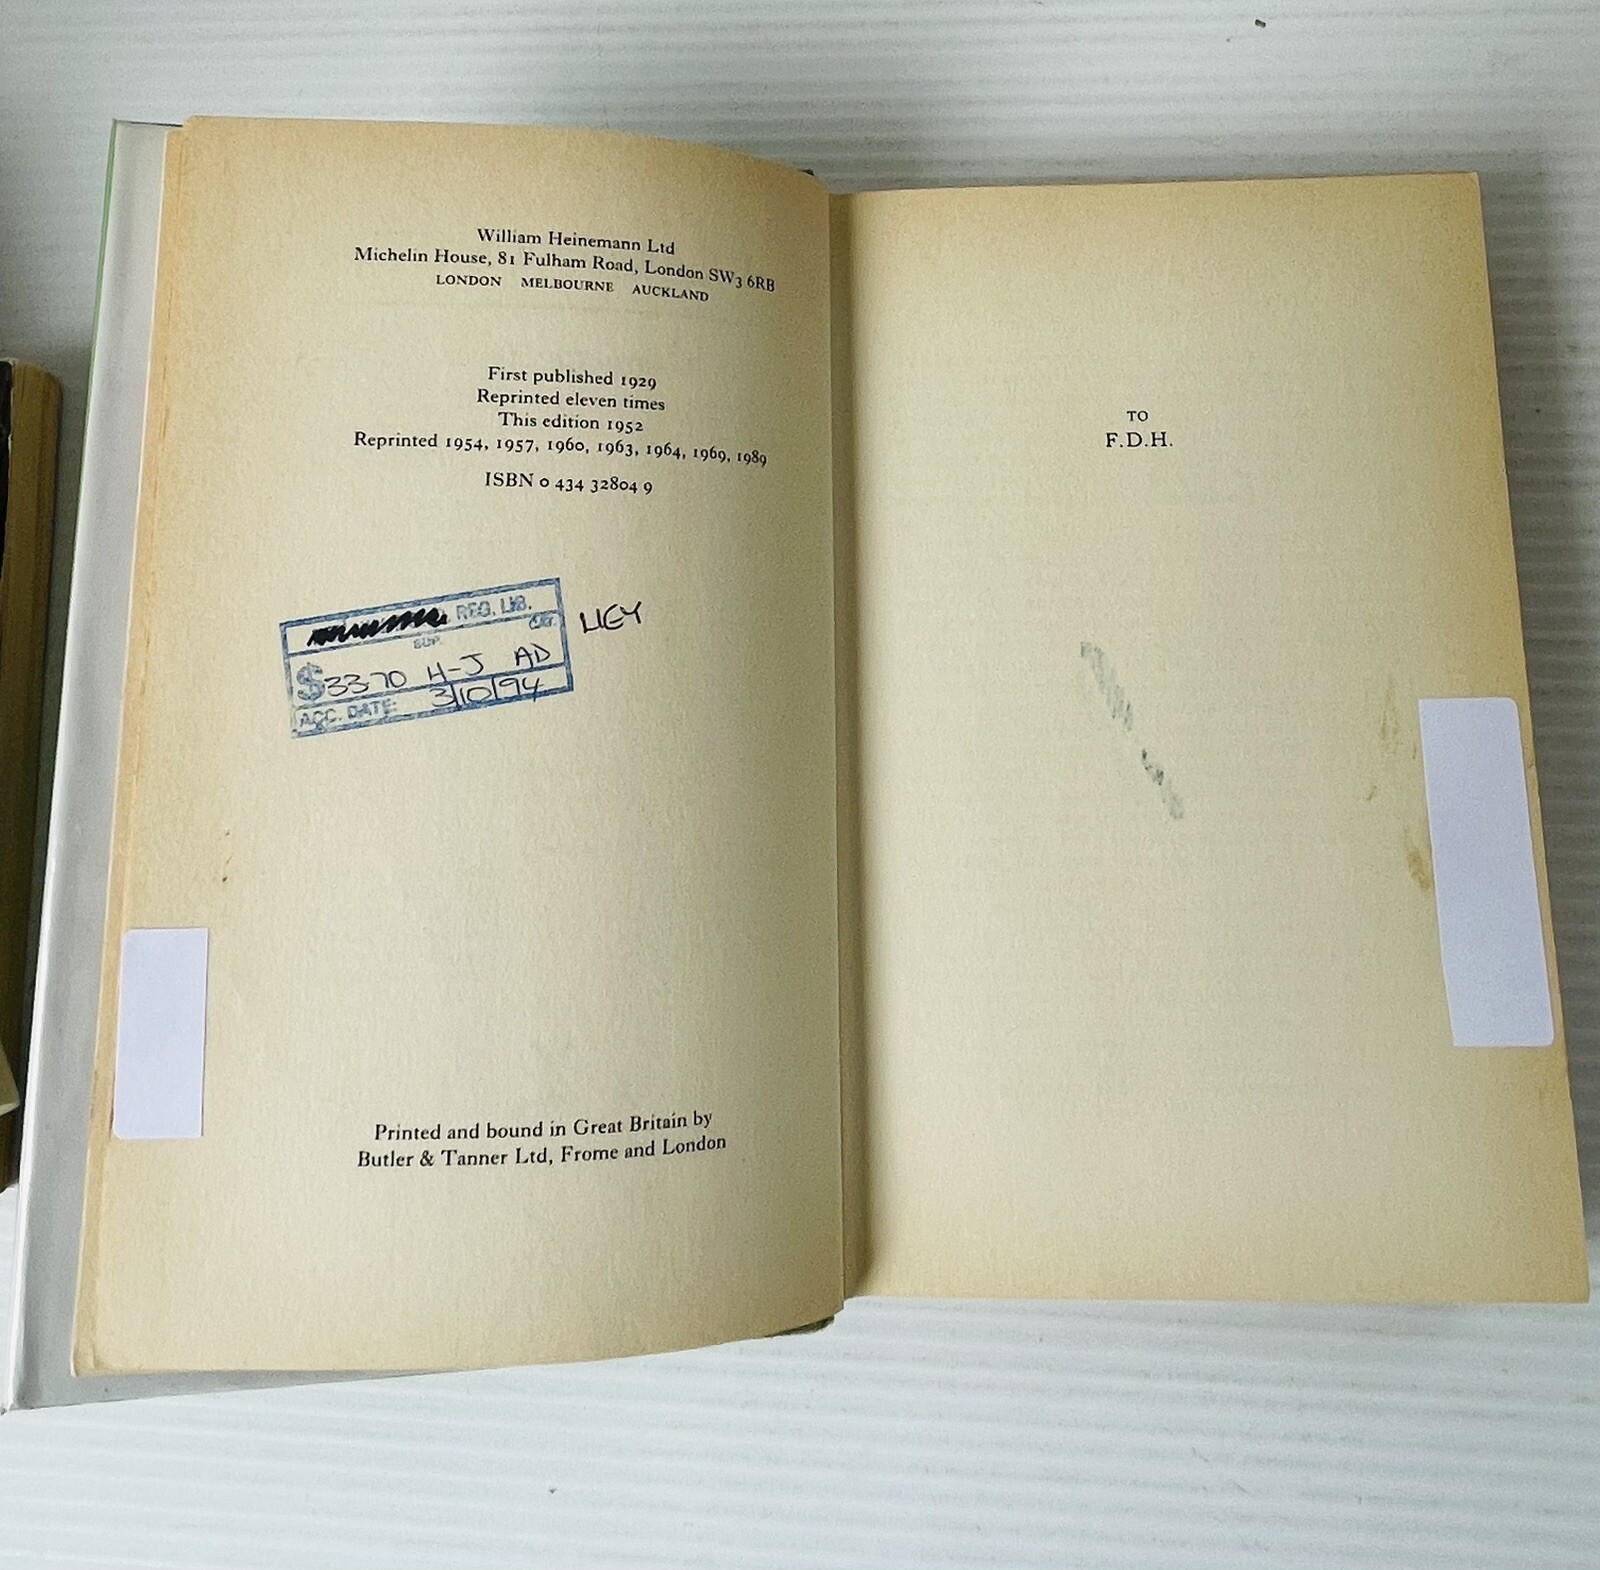 William Heinemann Ltd
Michelin House, 81 Fulham Road, London SW3 6RB
LONDON MELBOURNE AUCKLAND
First published 1929
Reprinted eleven times
This edition 1952
Reprinted 1954, 1957, 1960, 1963, 1964, 1969, 1989
ISBN 0 434 32804 9
REG. LIB.
SUP. CAT.
$33.70 H-J AD
ACC. DATE: 3/10/94
Printed and bound in Great Britain by
Butler & Tanner Ltd, Frome and London
TO
F.D.H.